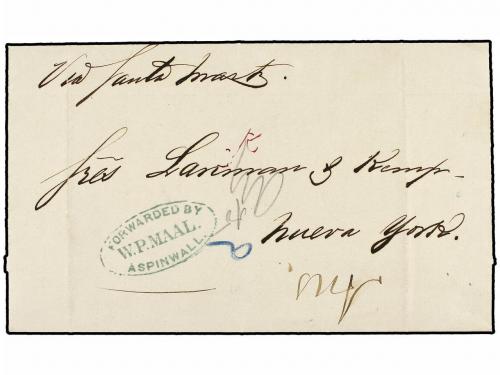 Via Santa Marta.
Sres Lanman & Kemp-
Nueva York.
FORWARDED BY
W.P. MAAL.
ASPINWALL.